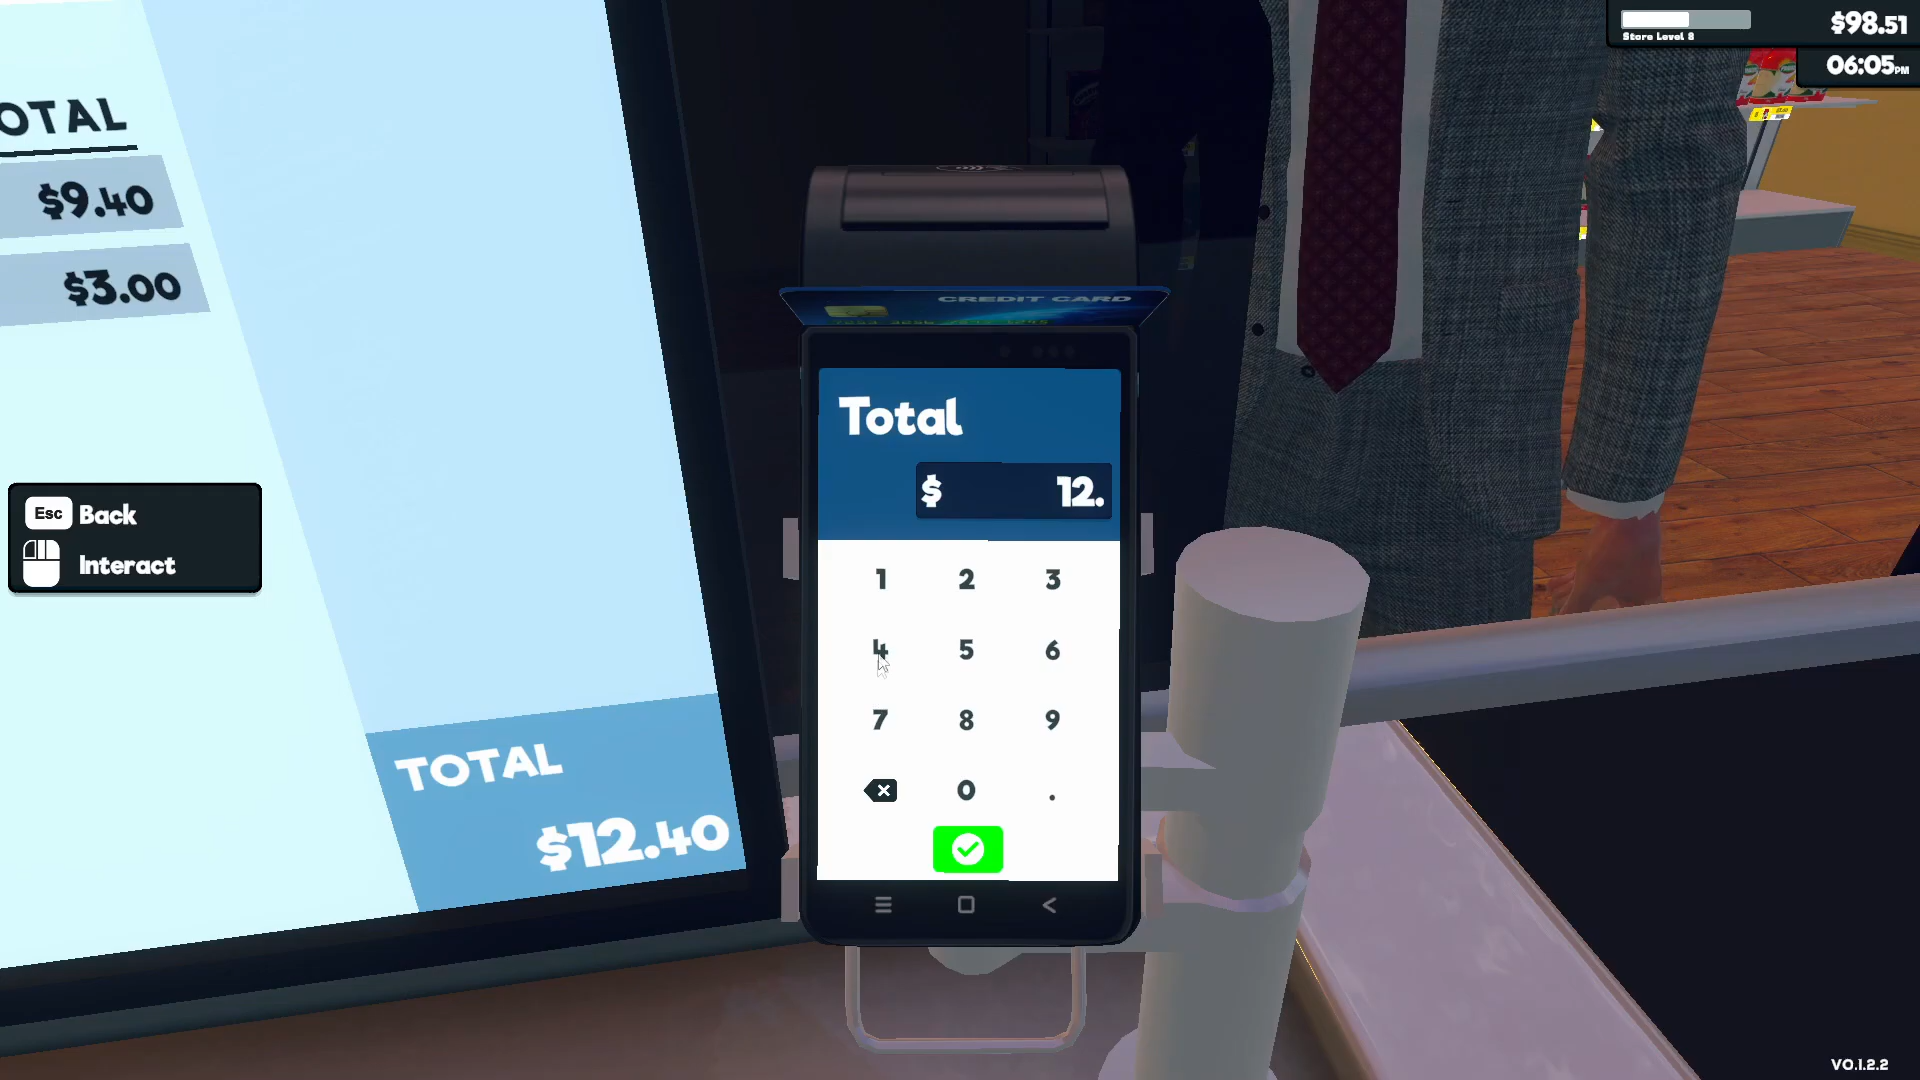 OTAL
$9.40
$3.00
TOTAL
$12.40
Esc Back
Interact
CREDIT CARD
Total
$ 12.
1 2 3
4 5 6
7 8 9
0 .
Store Level 8
$98.51
06:05PM
V0.1.2.2